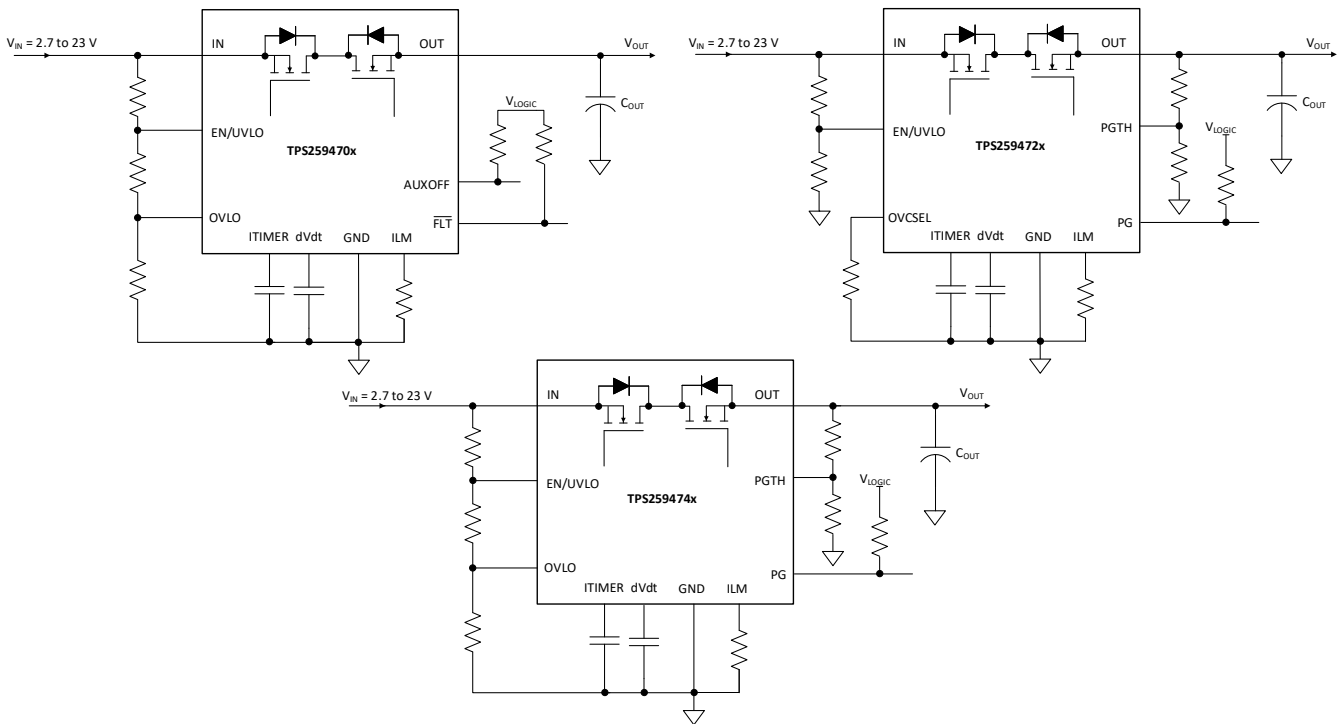 V_IN = 2.7 to 23 V
IN
OUT
V_OUT
C_OUT
V_LOGIC
EN/UVLO
TPS259470x
AUXOFF
OVLO
FLT
ITIMER dVdt GND ILM
V_IN = 2.7 to 23 V
IN
OUT
V_OUT
C_OUT
PGTH
V_LOGIC
EN/UVLO
TPS259472x
OVCSEL
PG
ITIMER dVdt GND ILM
V_IN = 2.7 to 23 V
IN
OUT
V_OUT
C_OUT
EN/UVLO
PGTH
V_LOGIC
TPS259474x
OVLO
PG
ITIMER dVdt GND ILM